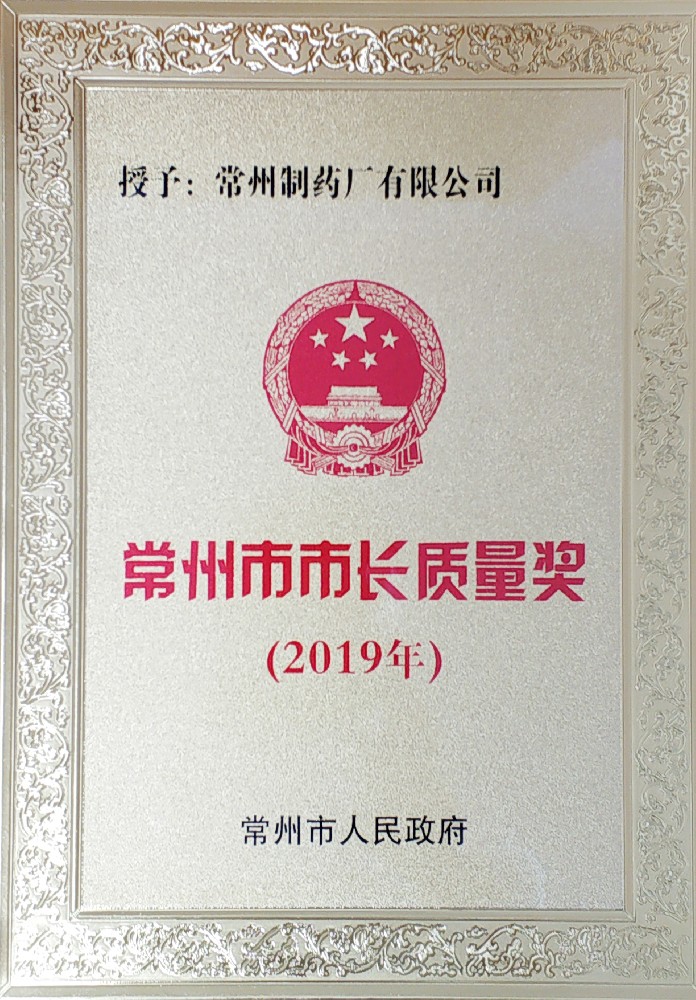 授予：常州制药厂有限公司
常州市市长质量奖
(2019年)
常州市人民政府